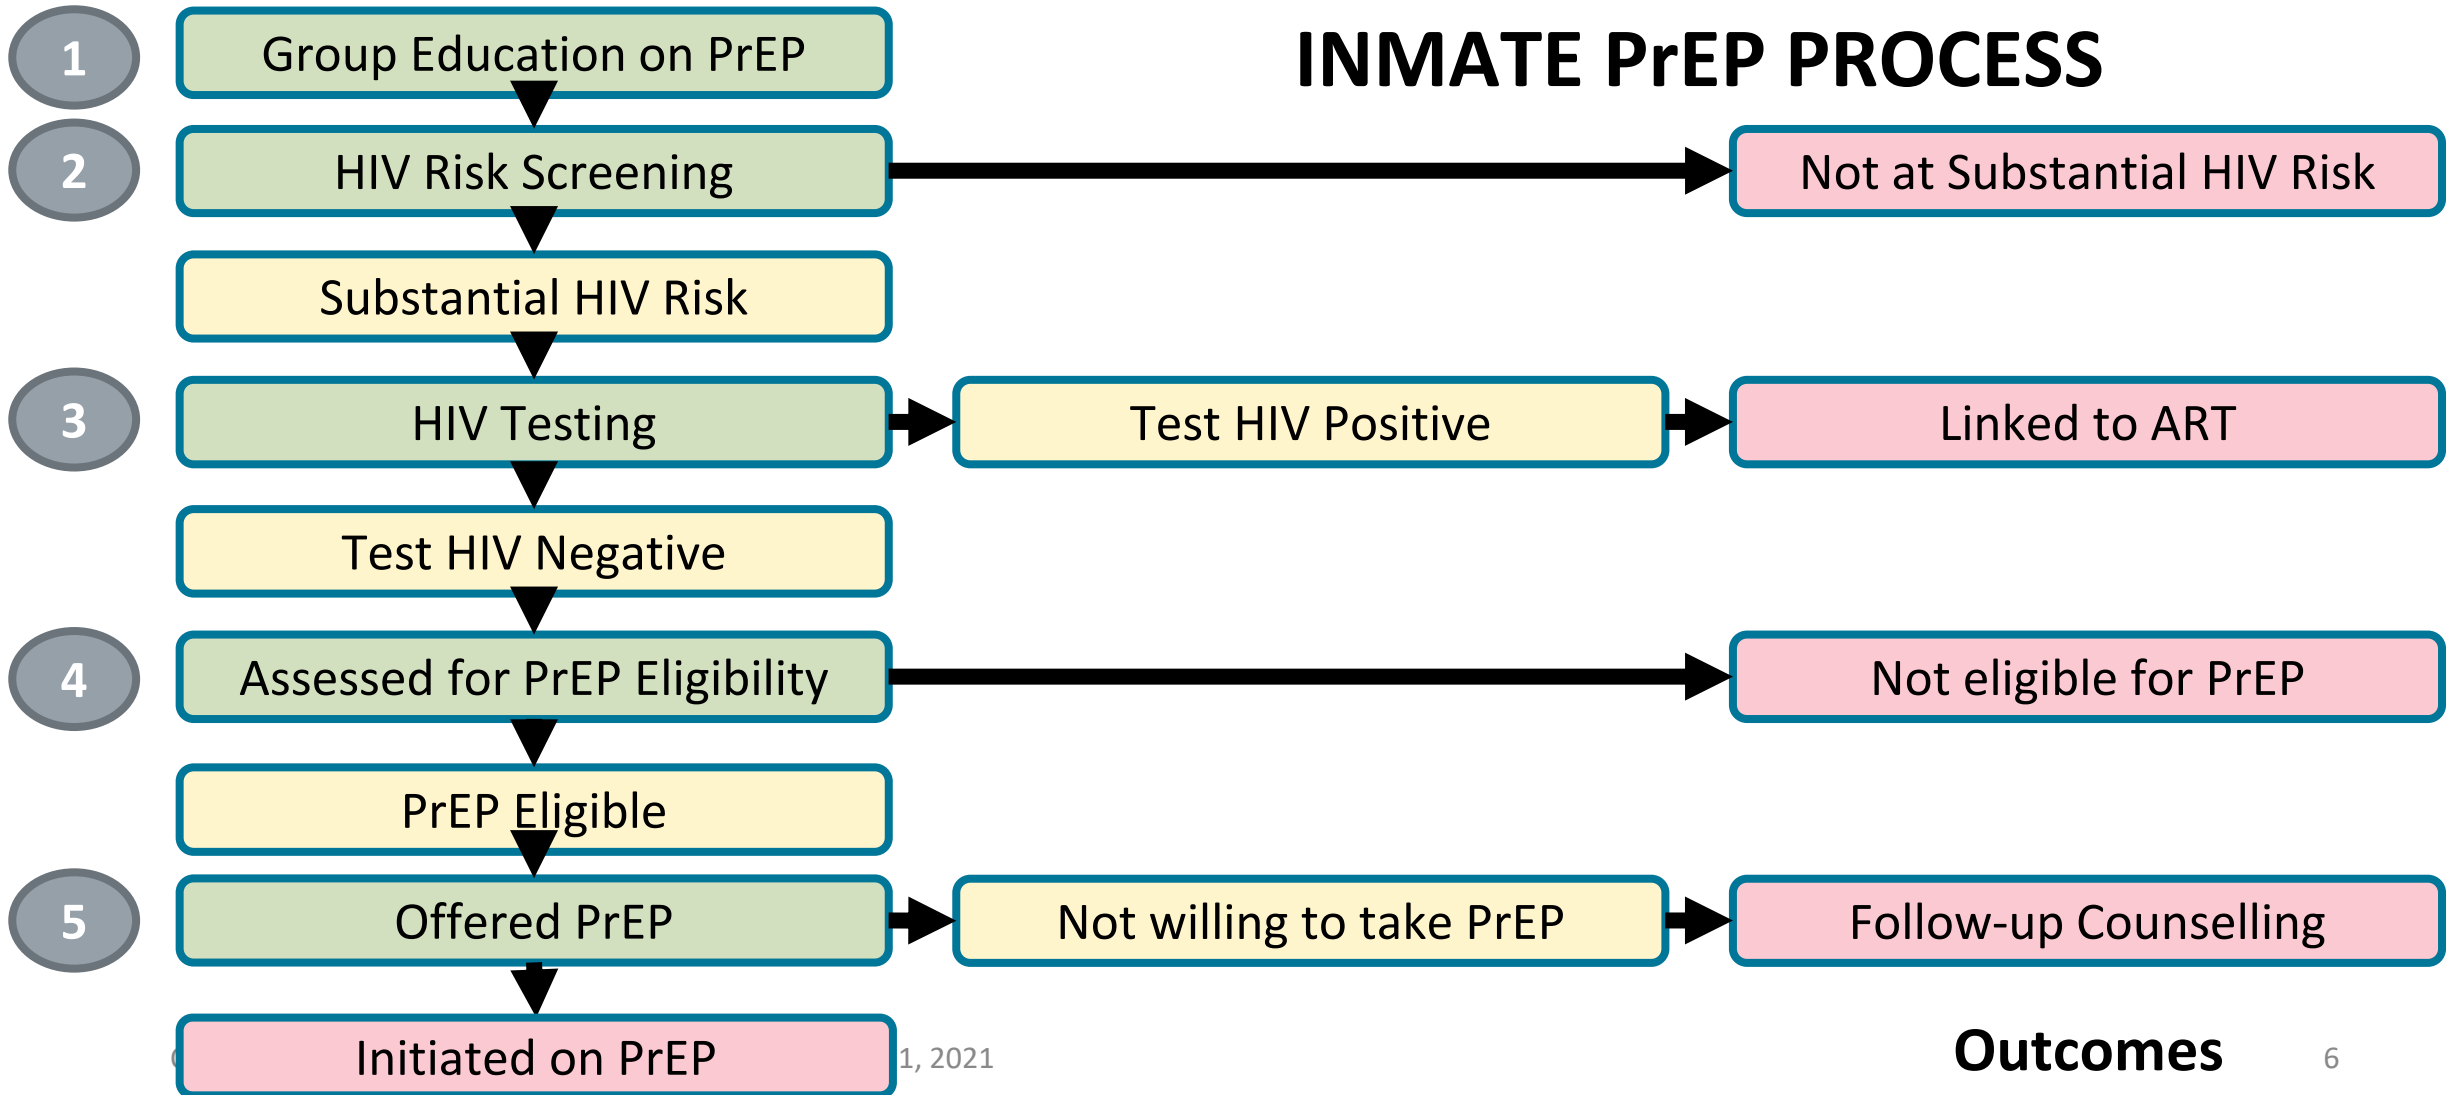 INMATE PrEP PROCESS
1
Group Education on PrEP
2
HIV Risk Screening
Not at Substantial HIV Risk
Substantial HIV Risk
3
HIV Testing
Test HIV Positive
Linked to ART
Test HIV Negative
4
Assessed for PrEP Eligibility
Not eligible for PrEP
PrEP Eligible
5
Offered PrEP
Not willing to take PrEP
Follow-up Counselling
Initiated on PrEP
1, 2021
Outcomes
6